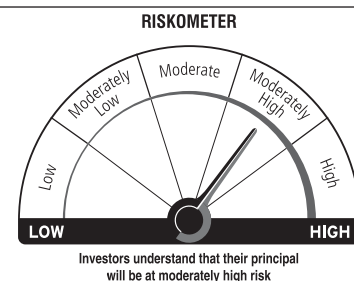 RISKOMETER
Low
Moderately
Low
Moderate
Moderately
High
High
LOW
HIGH
Investors understand that their principal
will be at moderately high risk